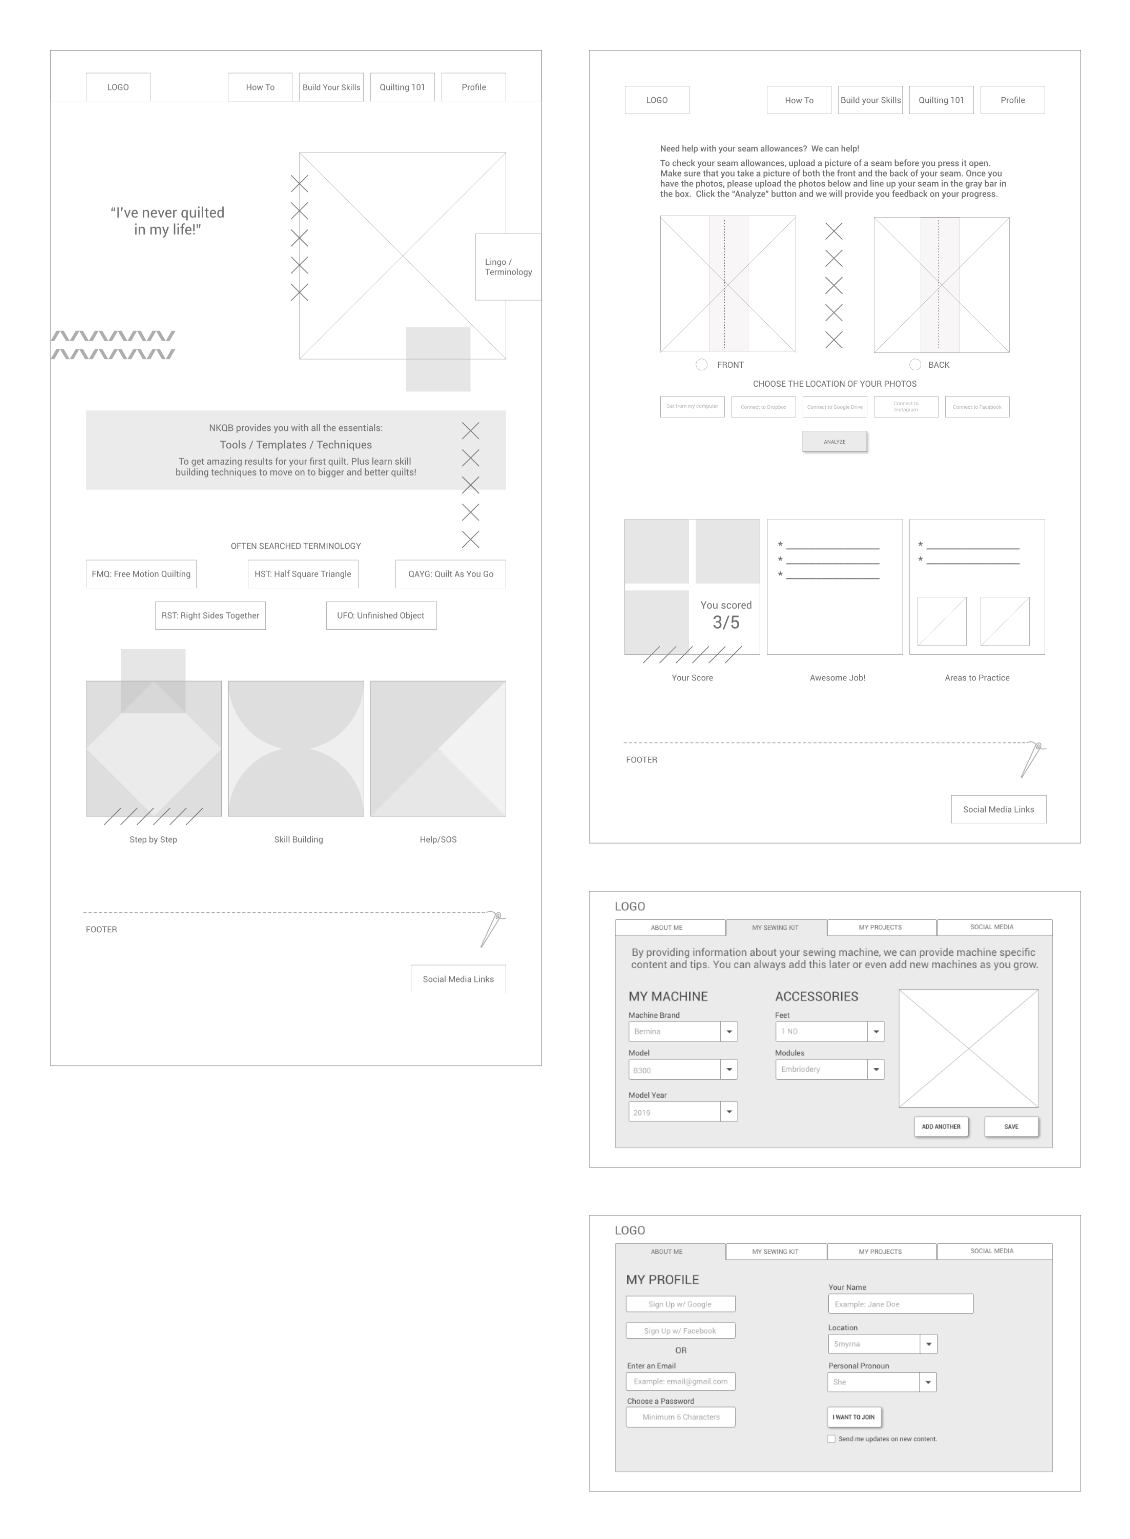 LOGO
How To
Build Your Skills
Quilting 101
Profile
“I’ve never quilted
in my life!”
Lingo /
Terminology
NKQB provides you with all the essentials:
Tools / Templates / Techniques
To get amazing results for your first quilt. Plus learn skill
building techniques to move on to bigger and better quilts!
OFTEN SEARCHED TERMINOLOGY
FMQ: Free Motion Quilting
HST: Half Square Triangle
QAYG: Quilt As You Go
RST: Right Sides Together
UFO: Unfinished Object
Step by Step
Skill Building
Help/SOS
FOOTER
Social Media Links
LOGO
How To
Build your Skills
Quilting 101
Profile
Need help with your seam allowances? We can help!
To check your seam allowances, upload a picture of a seam before you press it open.
Make sure that you take a picture of both the front and the back of your seam. Once you
have the photos, please upload the photos below and line up your seam in the gray bar in
the box. Click the “Analyze” button and we will provide you feedback on your progress.
FRONT
BACK
CHOOSE THE LOCATION OF YOUR PHOTOS
from my computer
Connect to Dropbox
Connect to Google Drive
Connect to
Instagram
Connect to Facebook
ANALYZE
You scored
3/5
* 
* 
* 
* 
* 
Your Score
Awesome Job!
Areas to Practice
FOOTER
Social Media Links
LOGO
ABOUT ME
MY SEWING KIT
MY PROJECTS
SOCIAL MEDIA
By providing information about your sewing machine, we can provide machine specific
content and tips. You can always add this later or even add new machines as you grow.
MY MACHINE
Machine Brand
Bernina
Model
B300
Model Year
2019
ACCESSORIES
Feet
1 ND
Modules
Embriodery
ADD ANOTHER
SAVE
LOGO
ABOUT ME
MY SEWING KIT
MY PROJECTS
SOCIAL MEDIA
MY PROFILE
Sign Up w/ Google
Sign Up w/ Facebook
OR
Enter an Email
Example: email@gmail.com
Choose a Password
Minimum 6 Characters
Your Name
Example: Jane Doe
Location
Smyrna
Personal Pronoun
She
I WANT TO JOIN
Send me updates on new content.